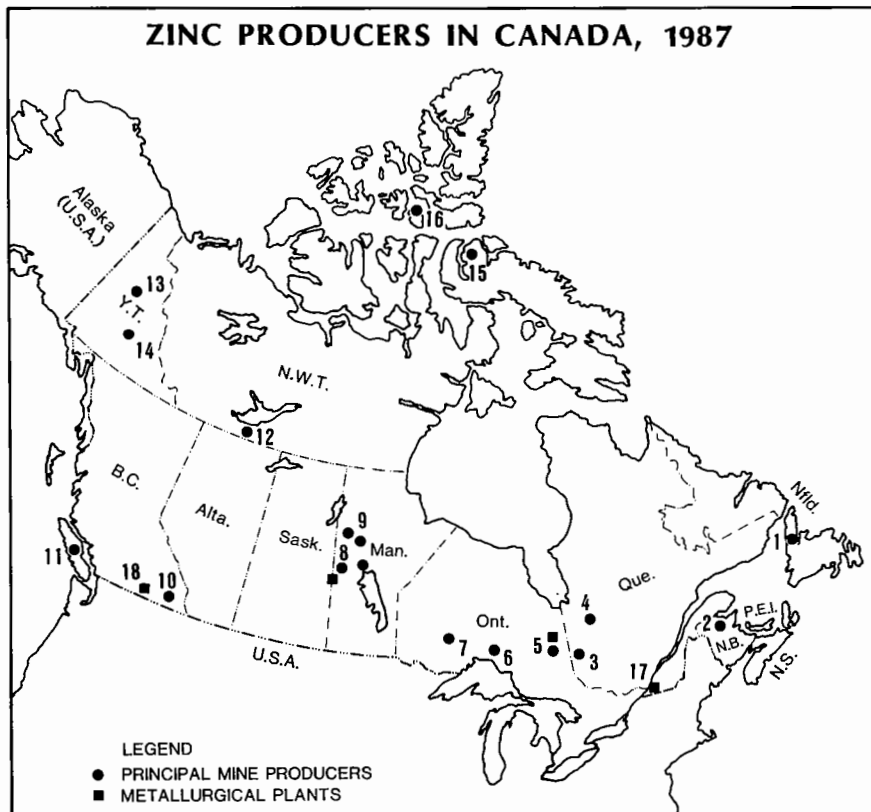 ZINC PRODUCERS IN CANADA, 1987
Alaska
(U.S.A.)
16
15
13
Y.T.
14
N.W.T.
12
B.C.
Alta.
Sask.
9
8
Man.
Nfld.
1
11
18
10
Que.
4
P.E.I.
2
N.B.
N.S.
Ont.
7
6
5
3
17
U.S.A.
LEGEND
PRINCIPAL MINE PRODUCERS
METALLURGICAL PLANTS